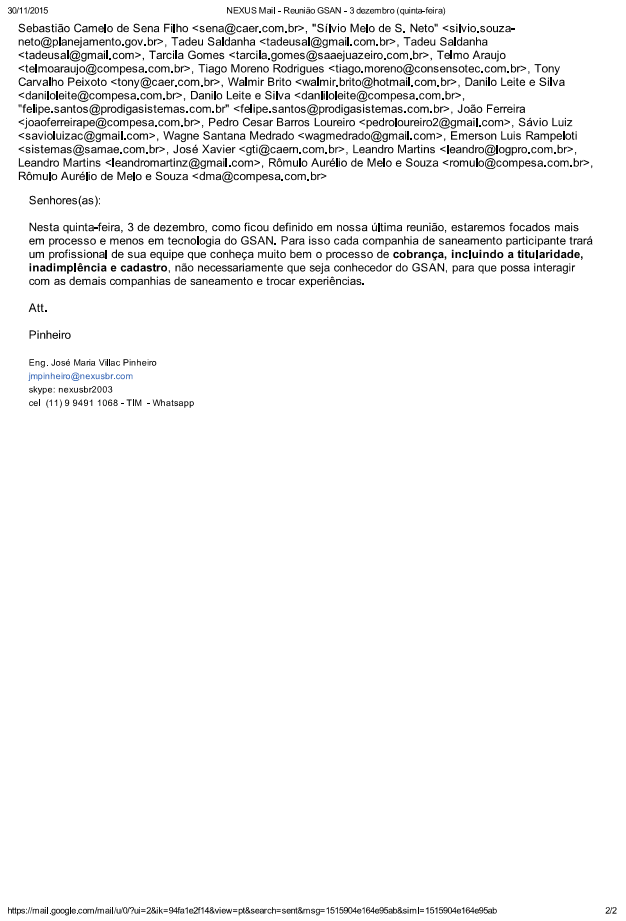 30/11/2015 NEXUS Mail - Reunião GSAN - 3 dezembro (quinta-feira)
Sebastião Camelo de Sena Filho <sena@caer.com.br>, "Sílvio Melo de S. Neto" <silvio.souza-
neto@planejamento.gov.br>, Tadeu Saldanha <tadeusal@gmail.com.br>, Tadeu Saldanha
<tadeusal@gmail.com>, Tarcila Gomes <tarcila.gomes@saaejuazeiro.com.br>, Telmo Araujo
<telmoaraujo@compesa.com.br>, Tiago Moreno Rodrigues <tiago.moreno@consensotec.com.br>, Tony
Carvalho Peixoto <tony@caer.com.br>, Walmir Brito <walmir.brito@hotmail.com.br>, Danilo Leite e Silva
<daniloleite@compesa.com.br>, Danilo Leite e Silva <daniiloleite@compesa.com.br>,
"felipe.santos@prodigasistemas.com.br" <felipe.santos@prodigasistemas.com.br>, João Ferreira
<joaoferreirape@compesa.com.br>, Pedro Cesar Barros Loureiro <pedroloureiro2@gmail.com>, Sávio Luiz
<savioluizac@gmail.com>, Wagne Santana Medrado <wagmedrado@gmail.com>, Emerson Luis Rampeloti
<sistemas@samae.com.br>, José Xavier <gti@caern.com.br>, Leandro Martins <leandro@logpro.com.br>,
Leandro Martins <leandromartinz@gmail.com>, Rômulo Aurélio de Melo e Souza <romulo@compesa.com.br>,
Rômulo Aurélio de Melo e Souza <dma@compesa.com.br>
Senhores(as):
Nesta quinta-feira, 3 de dezembro, como ficou definido em nossa última reunião, estaremos focados mais
em processo e menos em tecnologia do GSAN. Para isso cada companhia de saneamento participante trará
um profissional de sua equipe que conheça muito bem o processo de cobrança, incluindo a titularidade,
inadimplência e cadastro, não necessariamente que seja conhecedor do GSAN, para que possa interagir
com as demais companhias de saneamento e trocar experiências.
Att.
Pinheiro
Eng. José Maria Villac Pinheiro
jmpinheiro@nexusbr.com
skype: nexusbr2003
cel (11) 9 9491 1068 - TIM - Whatsapp
https://mail.google.com/mail/u/0/?ui=2&ik=94fa1e2f14&view=pt&search=sent&msg=1515904e164e95ab&siml=1515904e164e95ab 2/2